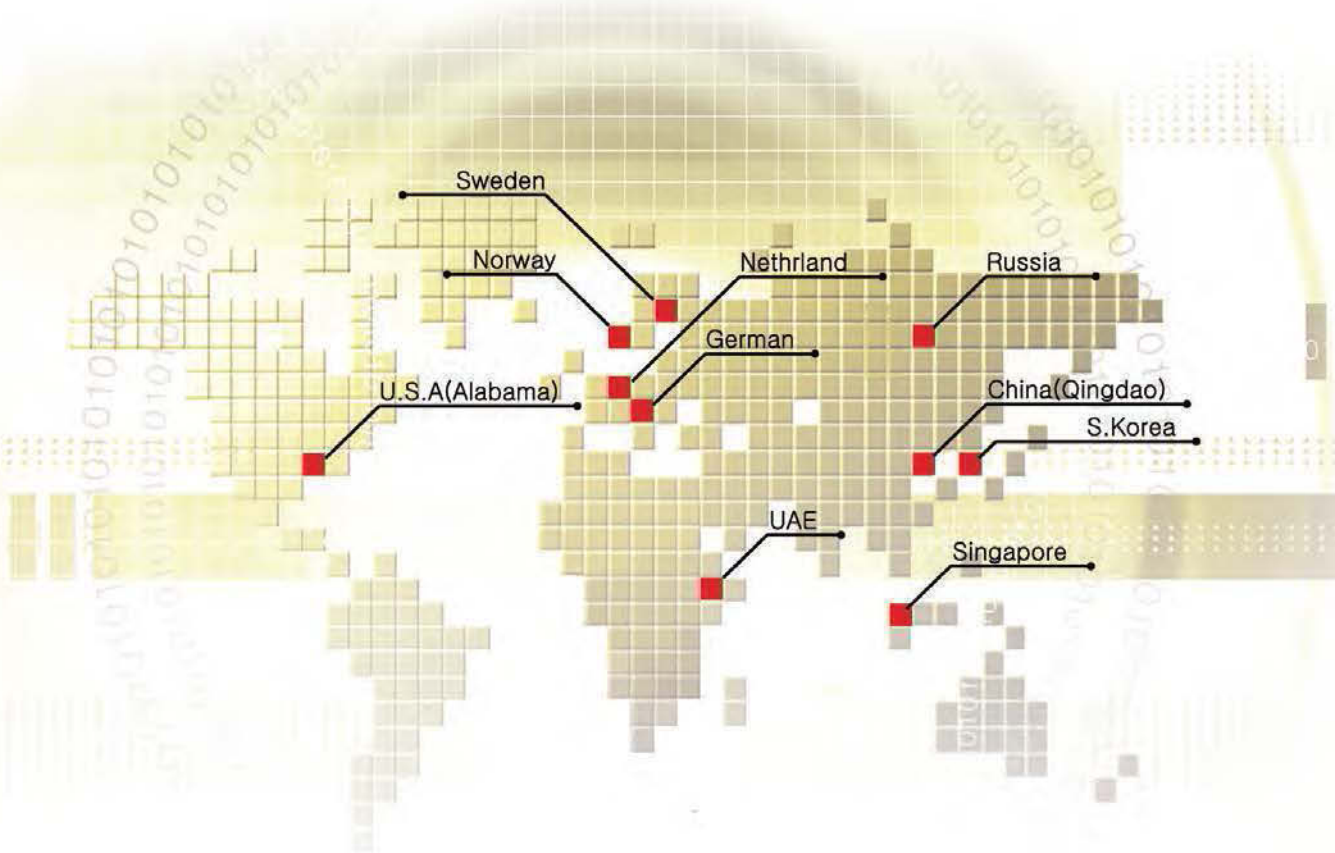 Sweden
Norway
Nethrland
Russia
German
U.S.A(Alabama)
China(Qingdao)
S.Korea
UAE
Singapore